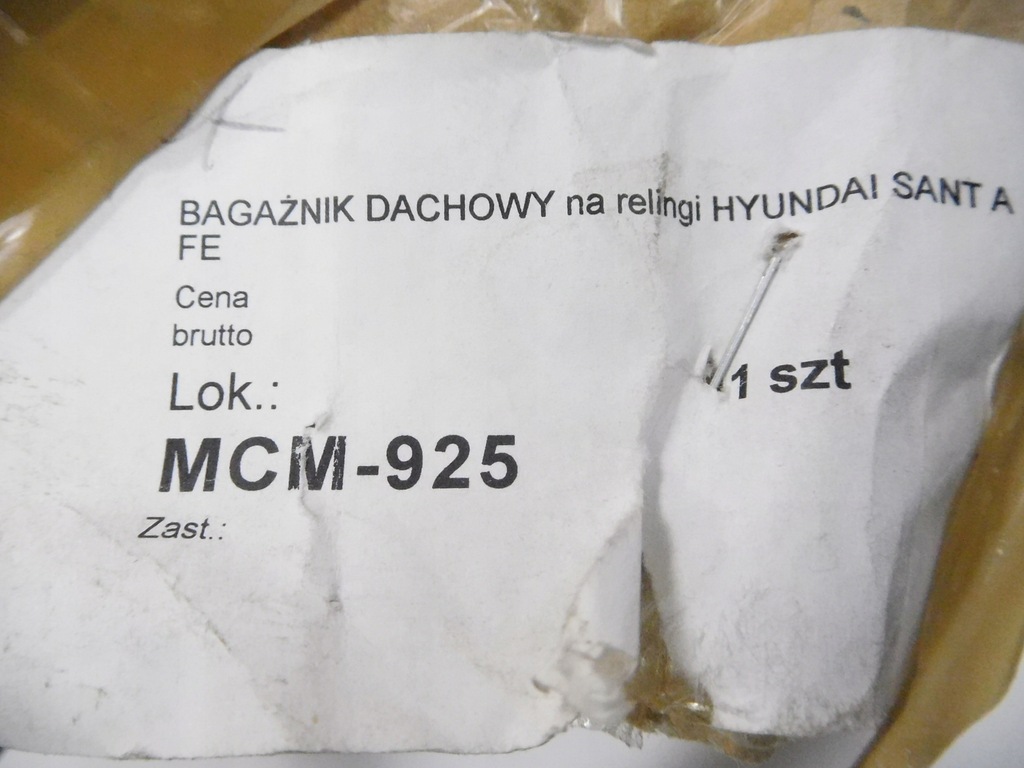 BAGAŻNIK DACHOWY na relingi HYUNDAI SANT A
FE
Cena
brutto
Lok.:
1 szt
MCM-925
Zast.: